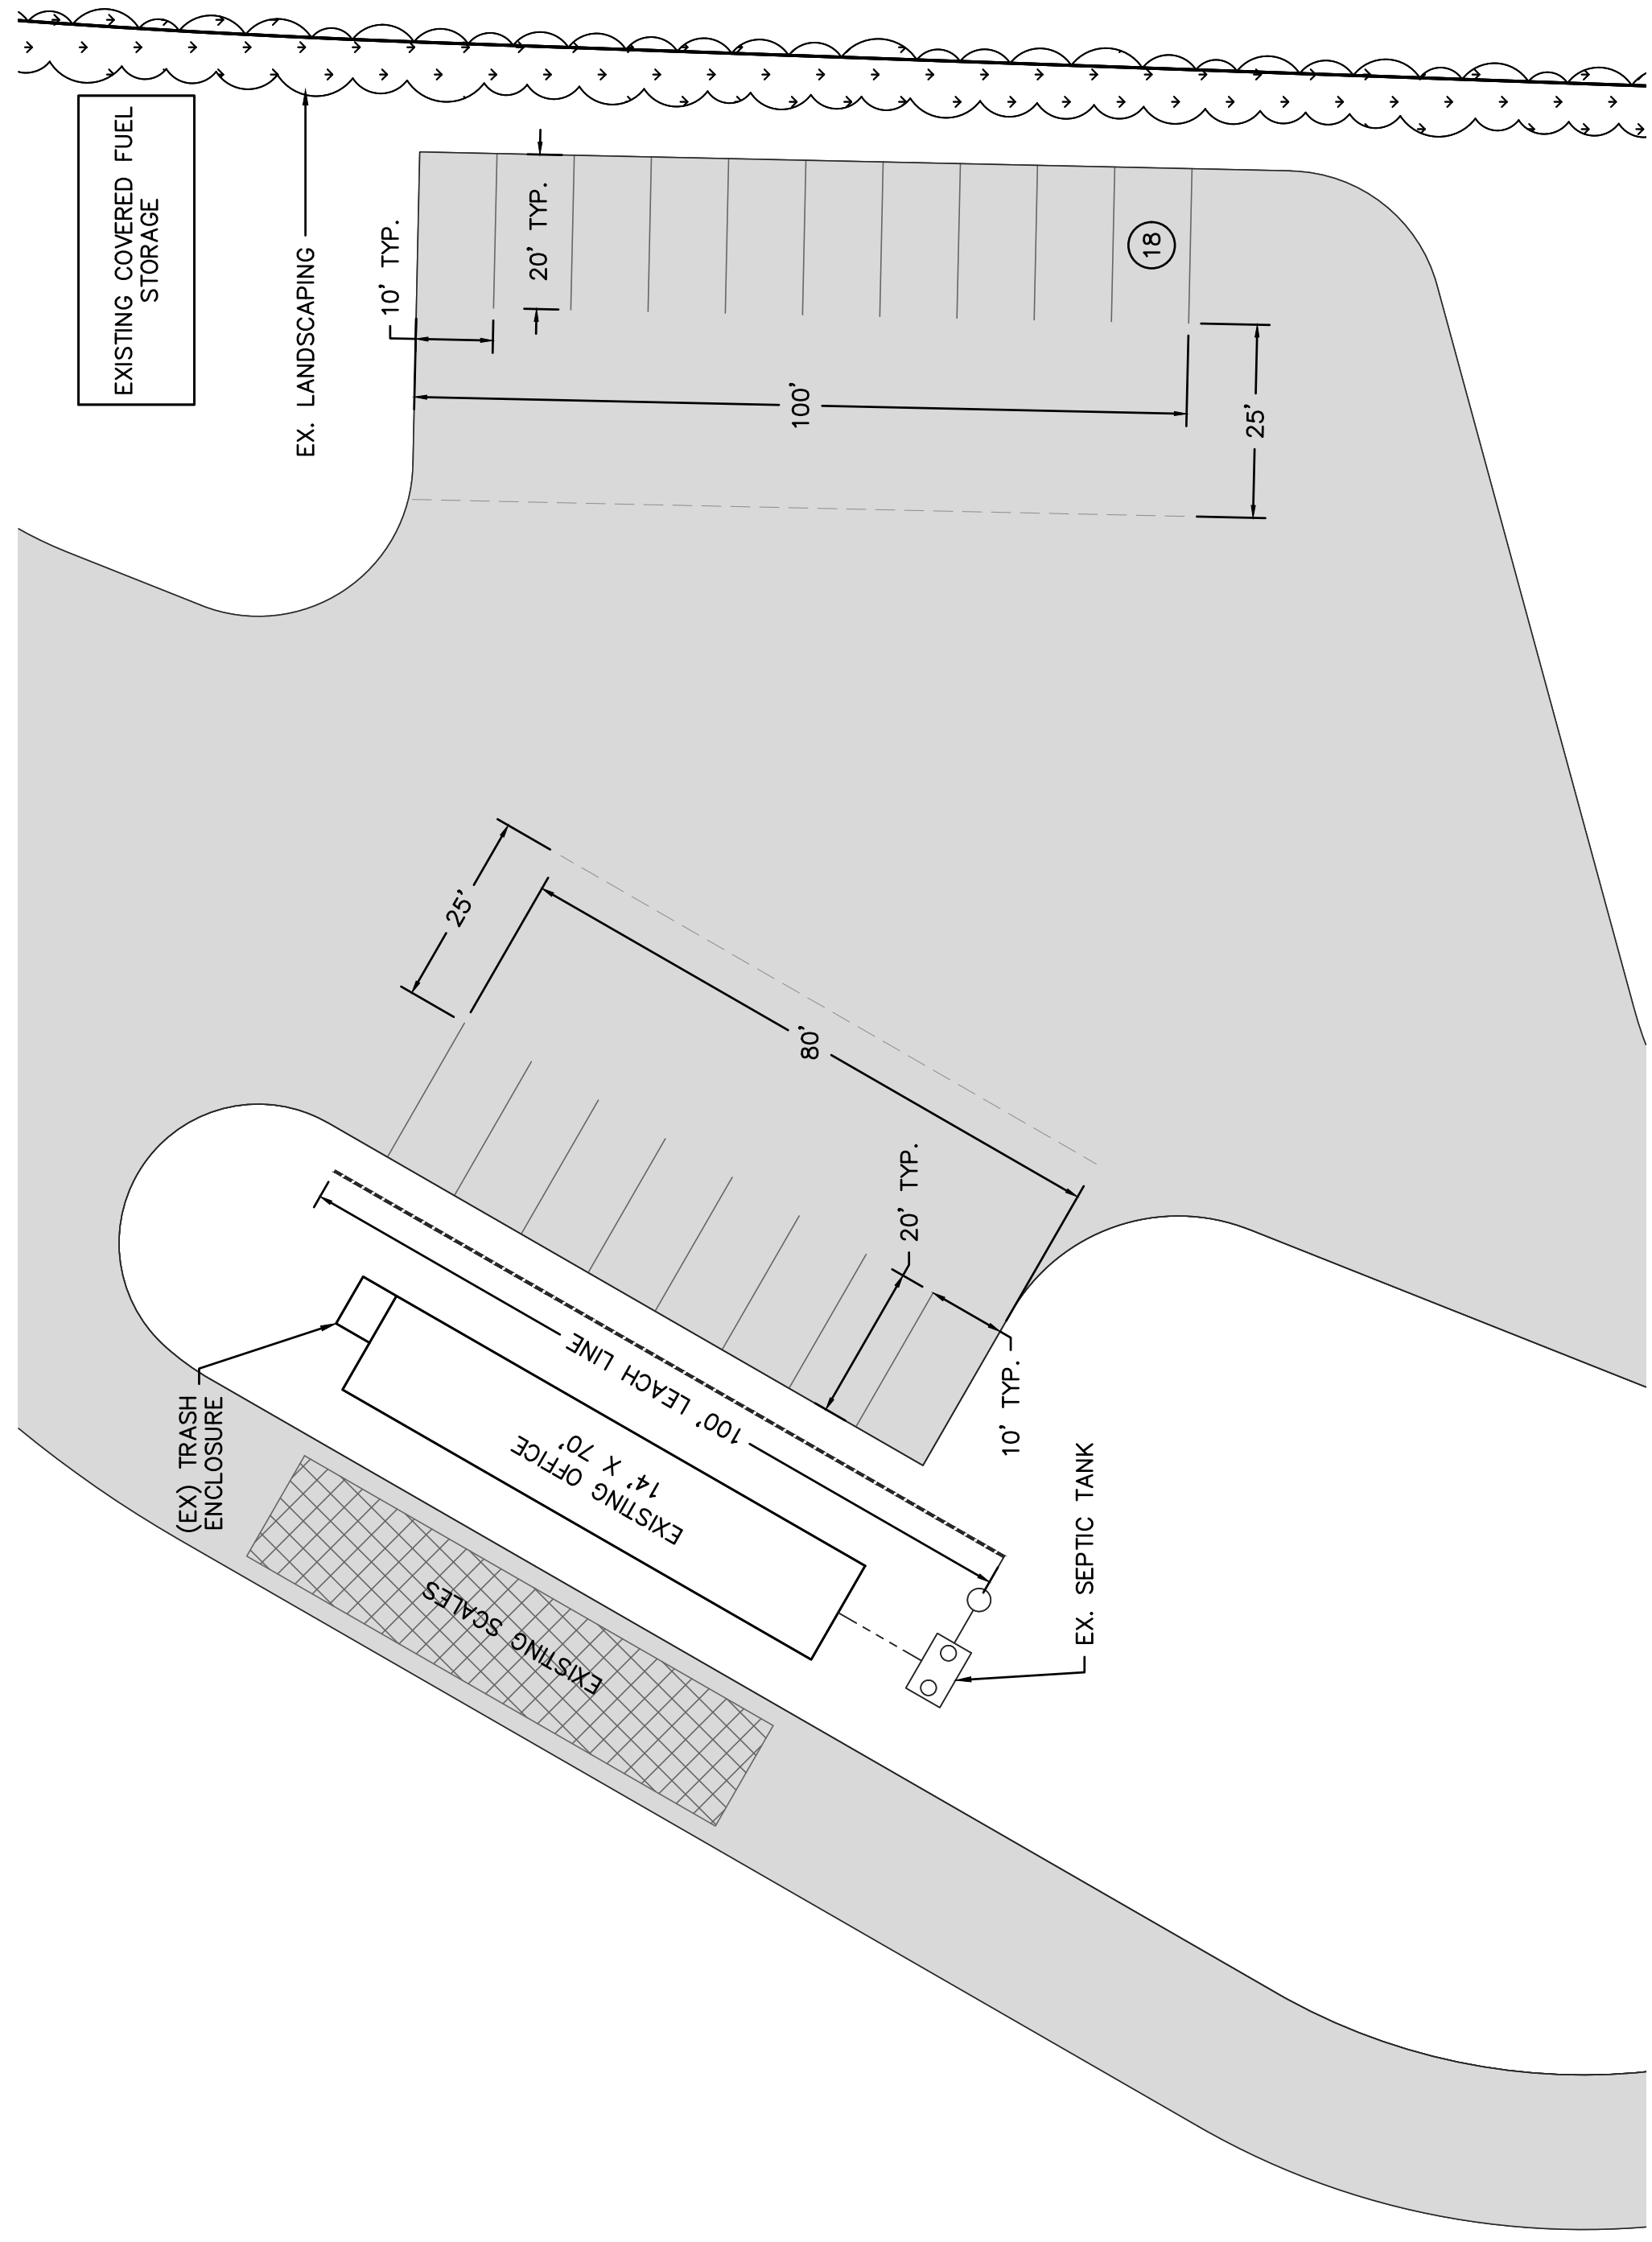 EXISTING COVERED FUEL
STORAGE
EX. LANDSCAPING
10' TYP.
20' TYP.
18
100'
25'
25'
80'
20' TYP.
10' TYP.
100' LEACH LINE
(EX) TRASH
ENCLOSURE
EXISTING OFFICE
14' X 70'
EXISTING SCALES
EX. SEPTIC TANK